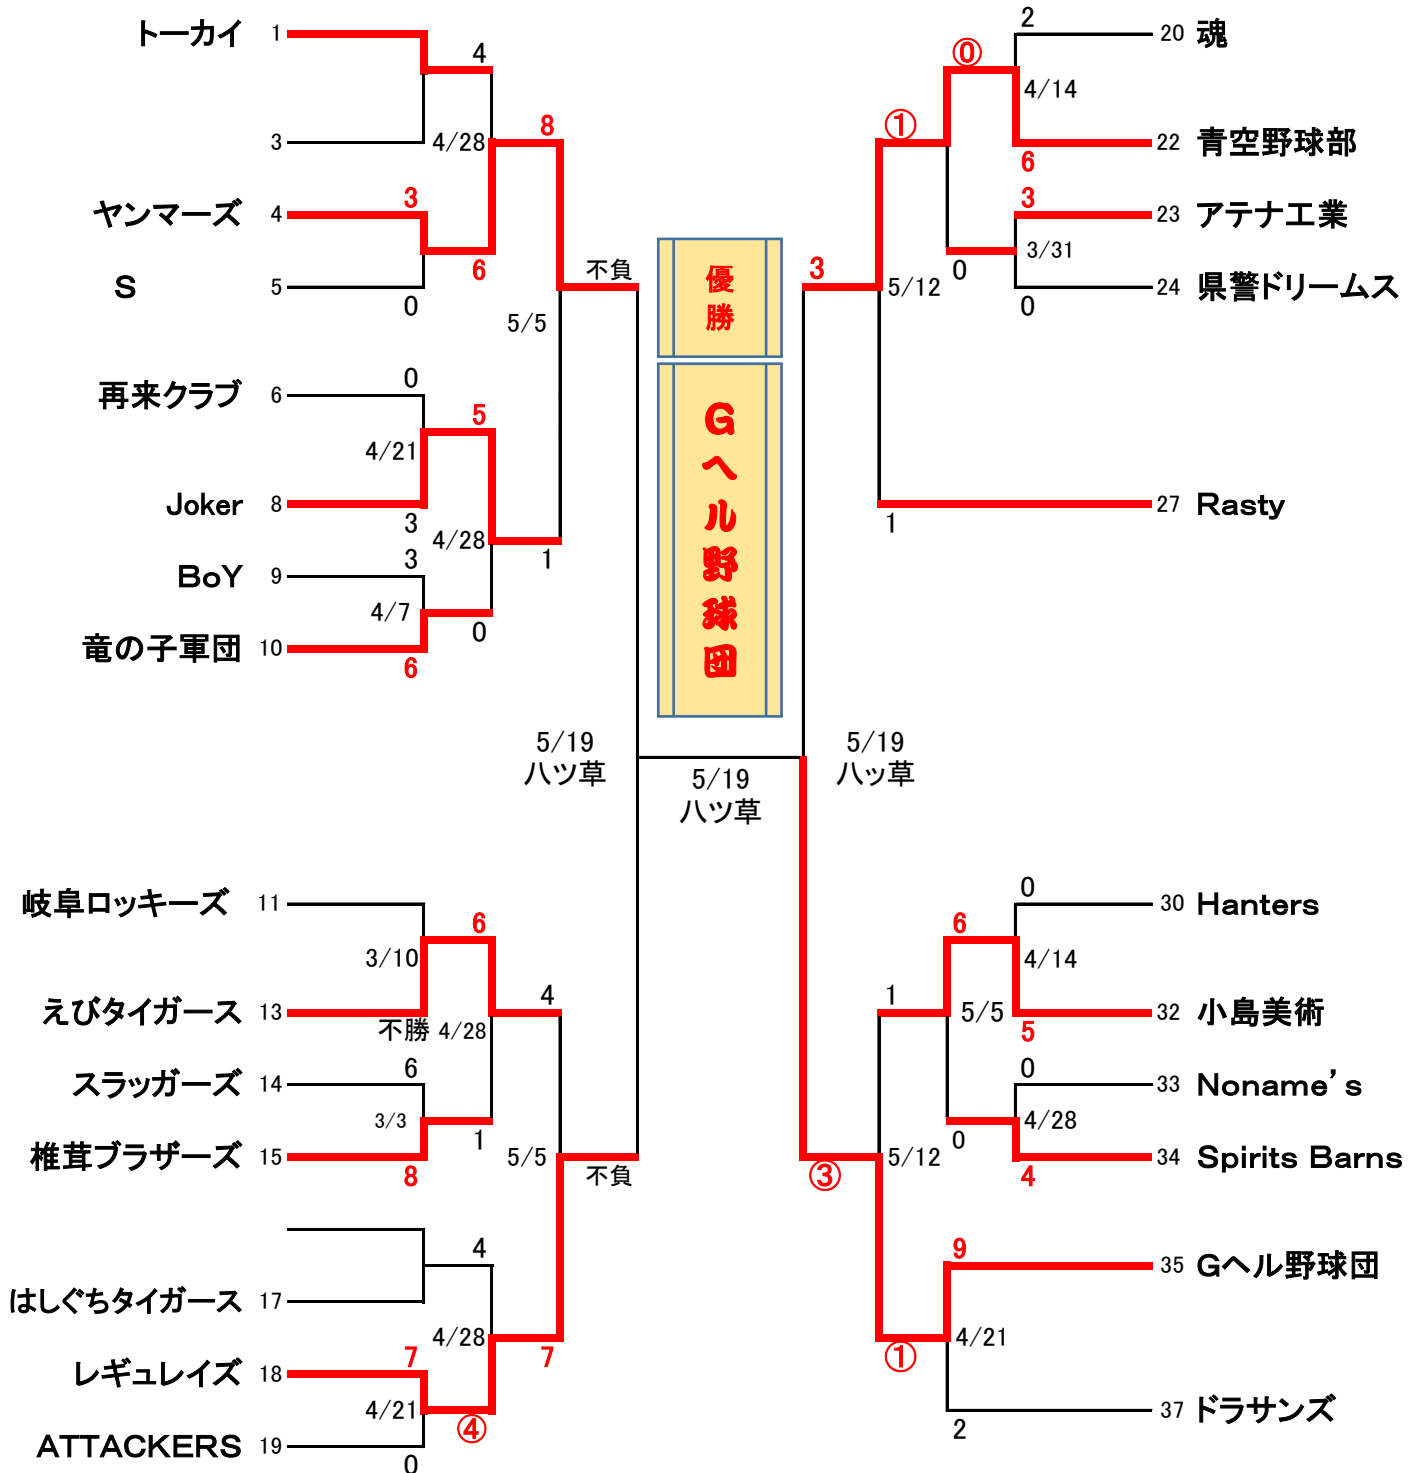 トーカイ 1
4
3
4/28
8
ヤンマーズ 4
3
6
S 5
0
不負
5/5
再来クラブ 6
0
5
4/21
Joker 8
3
4/28
1
BoY 9
3
4/7
0
竜の子軍団 10
6
5/19
八ツ草
岐阜ロッキーズ 11
6
3/10
えびタイガース 13
不勝
4/28
4
スラッガーズ 14
6
3/3
1
椎茸ブラザーズ 15
8
5/5
不負
4
はしぐちタイガース 17
4/28
7
レギュレイズ 18
7
4/21
④
ATTACKERS 19
0
優勝
Gヘル野球団
5/19
八ツ草
2
20 魂
⓪
4/14
①
22 青空野球部
6
3
23 アテナ工業
3/31
0
24 県警ドリームス
0
3
5/12
27 Rasty
1
5/19
八ッ草
0
30 Hanters
6
4/14
1
5/5
32 小島美術
5
0
33 Noname’s
4/28
0
34 Spirits Barns
4
③
5/12
9
35 Gヘル野球団
4/21
①
37 ドラサンズ
2